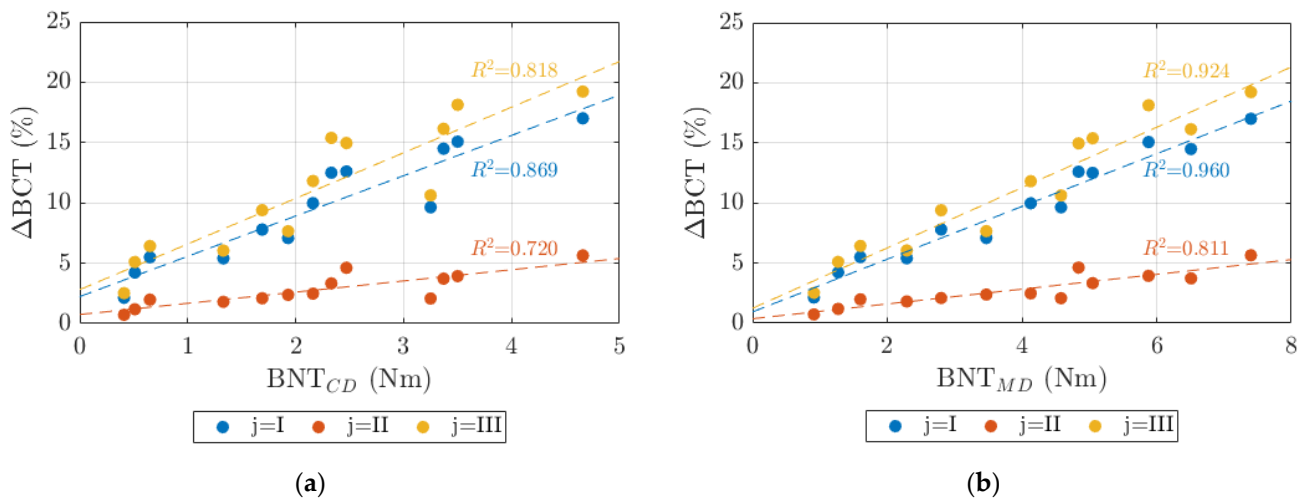 25
20
15
10
5
0
ΔBCT (%)
R²=0.818
R²=0.869
R²=0.720
0 1 2 3 4 5
BNT_CD (Nm)
j=I j=II j=III
(a)
25
20
15
10
5
0
ΔBCT (%)
R²=0.924
R²=0.960
R²=0.811
0 2 4 6 8
BNT_MD (Nm)
j=I j=II j=III
(b)